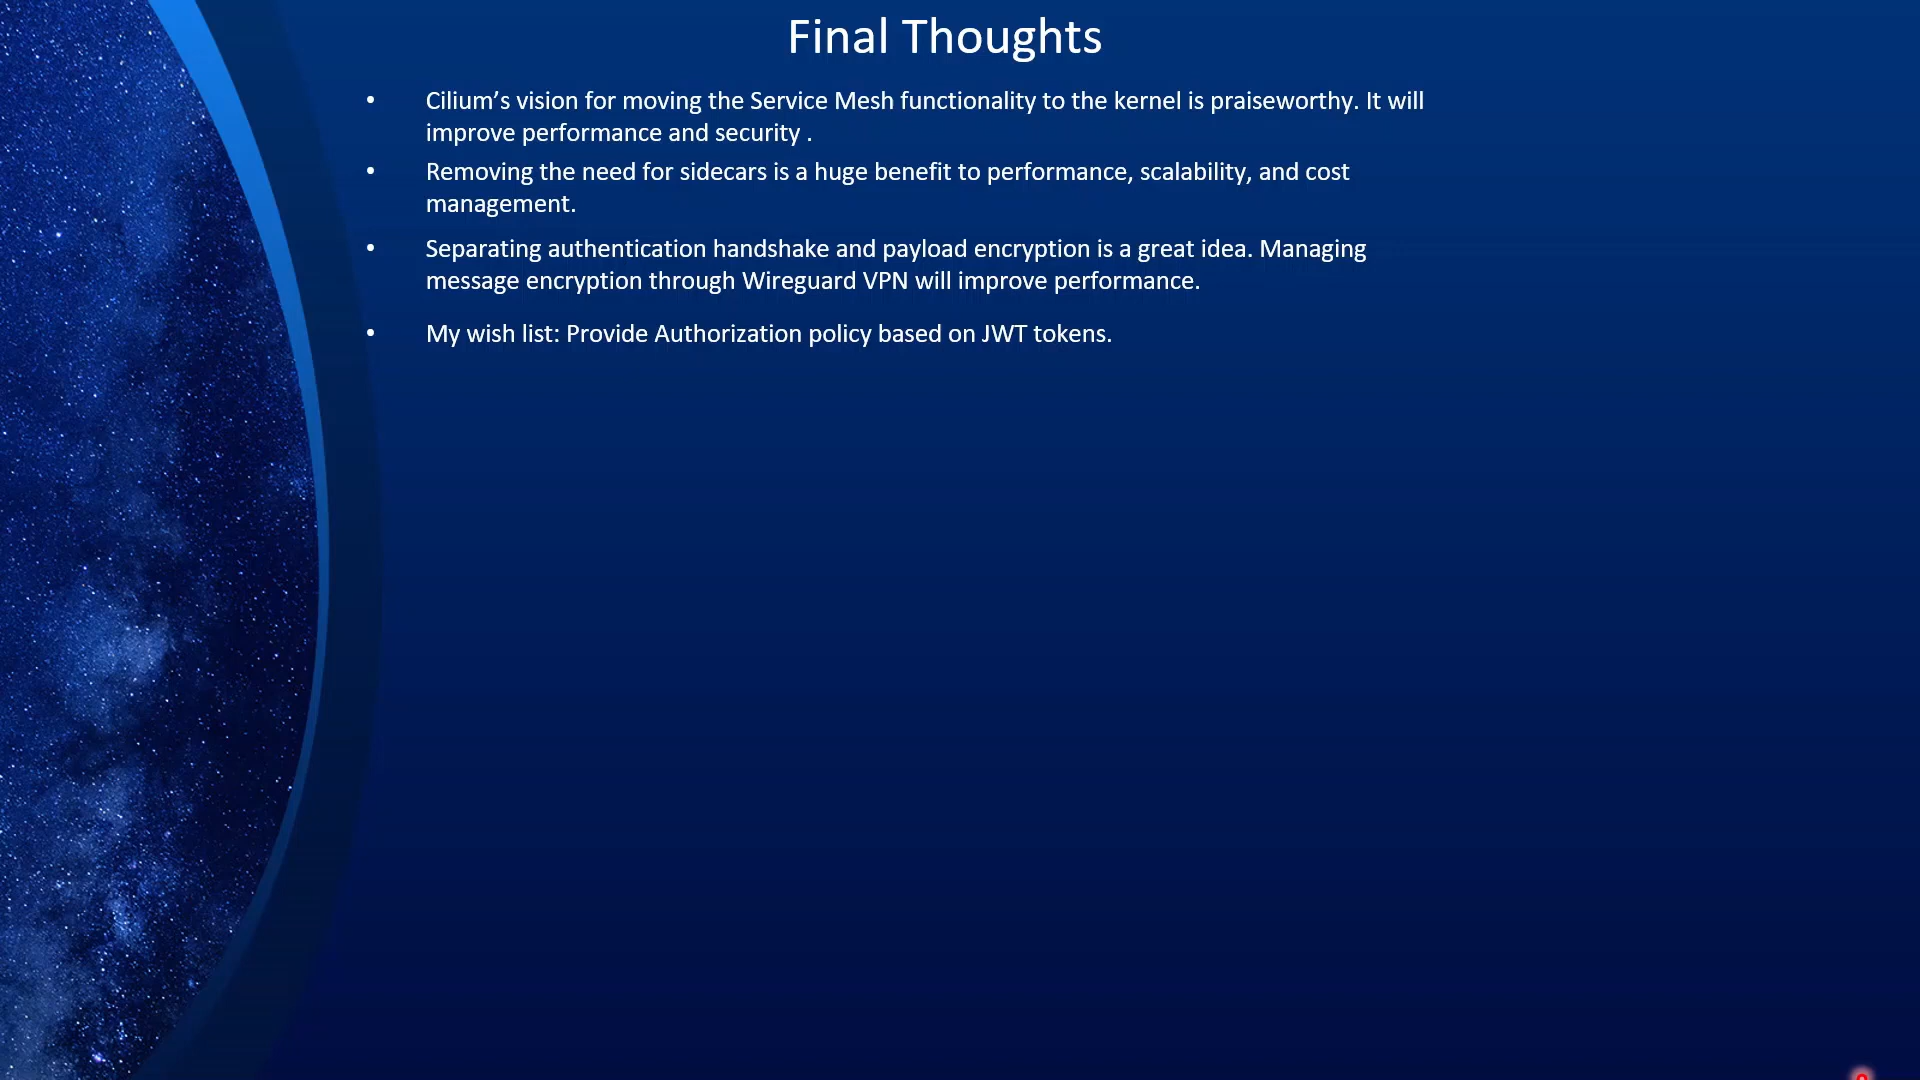 Final Thoughts
• Cilium’s vision for moving the Service Mesh functionality to the kernel is praiseworthy. It will
improve performance and security .
• Removing the need for sidecars is a huge benefit to performance, scalability, and cost
management.
• Separating authentication handshake and payload encryption is a great idea. Managing
message encryption through Wireguard VPN will improve performance.
• My wish list: Provide Authorization policy based on JWT tokens.